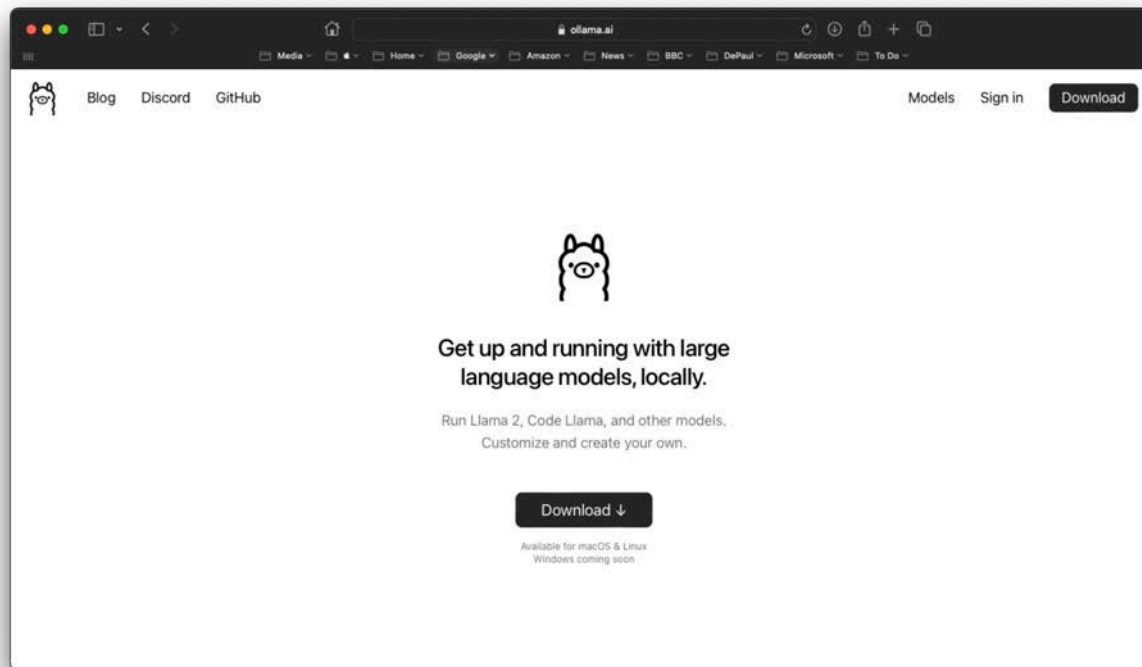 ollama.ai
Media Home Google Amazon News BBC DePaul Microsoft To Do
Blog Discord GitHub Models Sign in Download
Get up and running with large
language models, locally.
Run Llama 2, Code Llama, and other models.
Customize and create your own.
Download ↓
Available for macOS & Linux
Windows coming soon